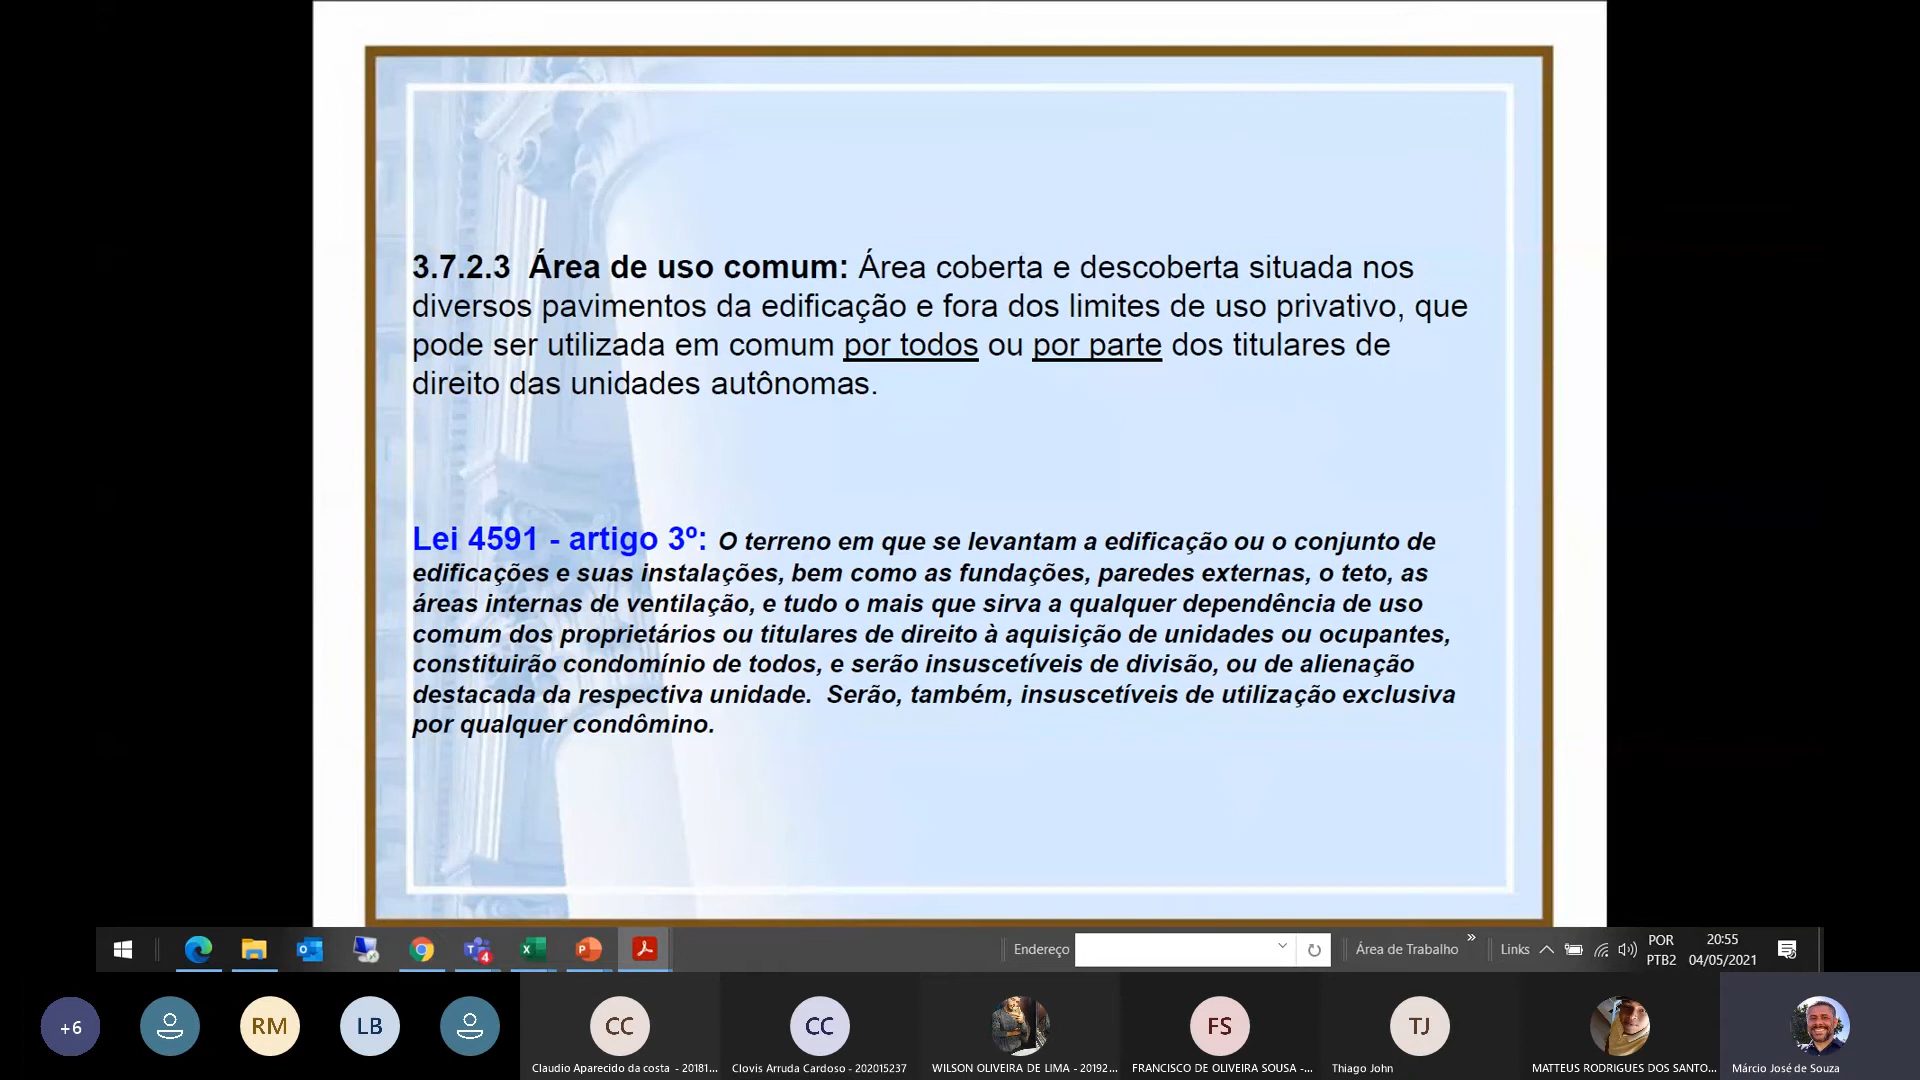 3.7.2.3 Área de uso comum: Área coberta e descoberta situada nos
diversos pavimentos da edificação e fora dos limites de uso privativo, que
pode ser utilizada em comum por todos ou por parte dos titulares de
direito das unidades autônomas.
Lei 4591 - artigo 3º: O terreno em que se levantam a edificação ou o conjunto de
edificações e suas instalações, bem como as fundações, paredes externas, o teto, as
áreas internas de ventilação, e tudo o mais que sirva a qualquer dependência de uso
comum dos proprietários ou titulares de direito à aquisição de unidades ou ocupantes,
constituirão condomínio de todos, e serão insuscetíveis de divisão, ou de alienação
destacada da respectiva unidade. Serão, também, insuscetíveis de utilização exclusiva
por qualquer condômino.
4
Endereço
Área de Trabalho
»
Links
POR
PTB2
20:55
04/05/2021
+6
RM
LB
CC
CC
FS
TJ
Claudio Aparecido da costa - 20181...
Clovis Arruda Cardoso - 202015237
WILSON OLIVEIRA DE LIMA - 20192...
FRANCISCO DE OLIVEIRA SOUSA -...
Thiago John
MATTEUS RODRIGUES DOS SANTO...
Márcio José de Souza